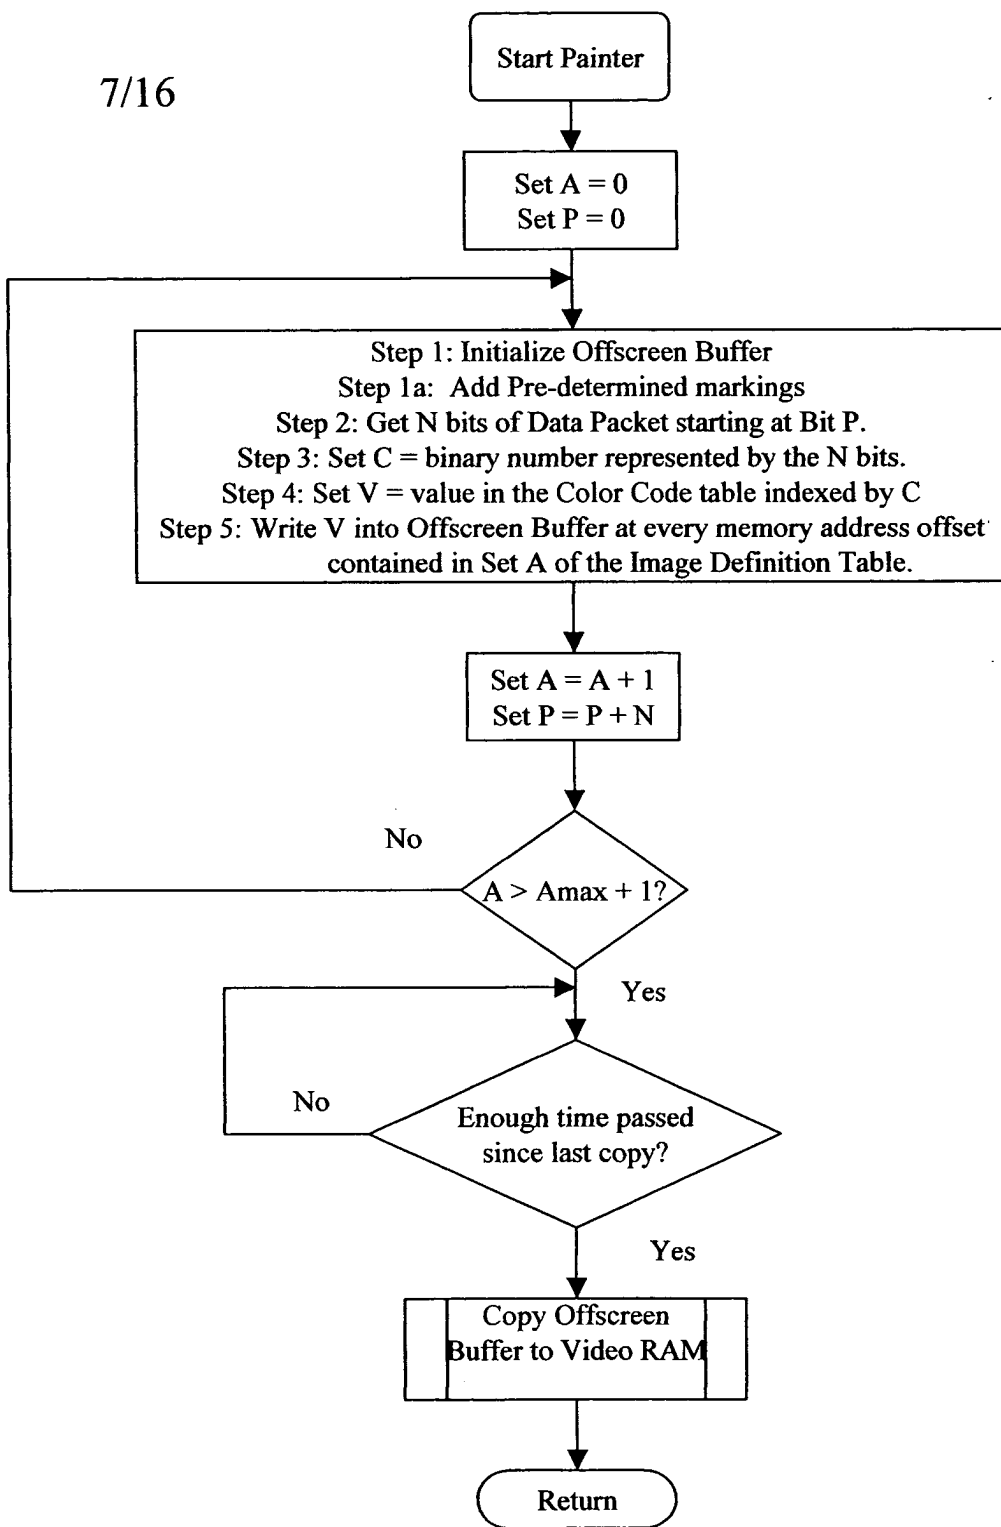 7/16
Start Painter
Set A = 0
Set P = 0
Step 1: Initialize Offscreen Buffer
Step 1a: Add Pre-determined markings
Step 2: Get N bits of Data Packet starting at Bit P.
Step 3: Set C = binary number represented by the N bits.
Step 4: Set V = value in the Color Code table indexed by C
Step 5: Write V into Offscreen Buffer at every memory address offset
contained in Set A of the Image Definition Table.
Set A = A + 1
Set P = P + N
No
A > Amax + 1?
Yes
No
Enough time passed
since last copy?
Yes
Copy Offscreen
Buffer to Video RAM
Return